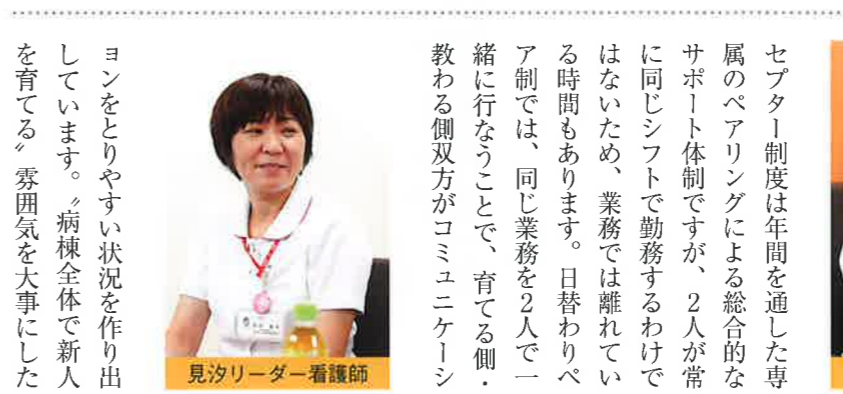 セプター制度は年間を通した専
属のペアリングによる総合的な
サポート体制ですが、2人が常
に同じシフトで勤務するわけで
はないため、業務では離れてい
る時間もあります。日替わりペ
ア制では、同じ業務を2人で一
緒に行なうことで、育てる側・
教わる側双方がコミュニケーシ
ョンをとりやすい状況を作り出
しています。〝病棟全体で新人
を育てる〟雰囲気を大事にした
見汐リーダー看護師